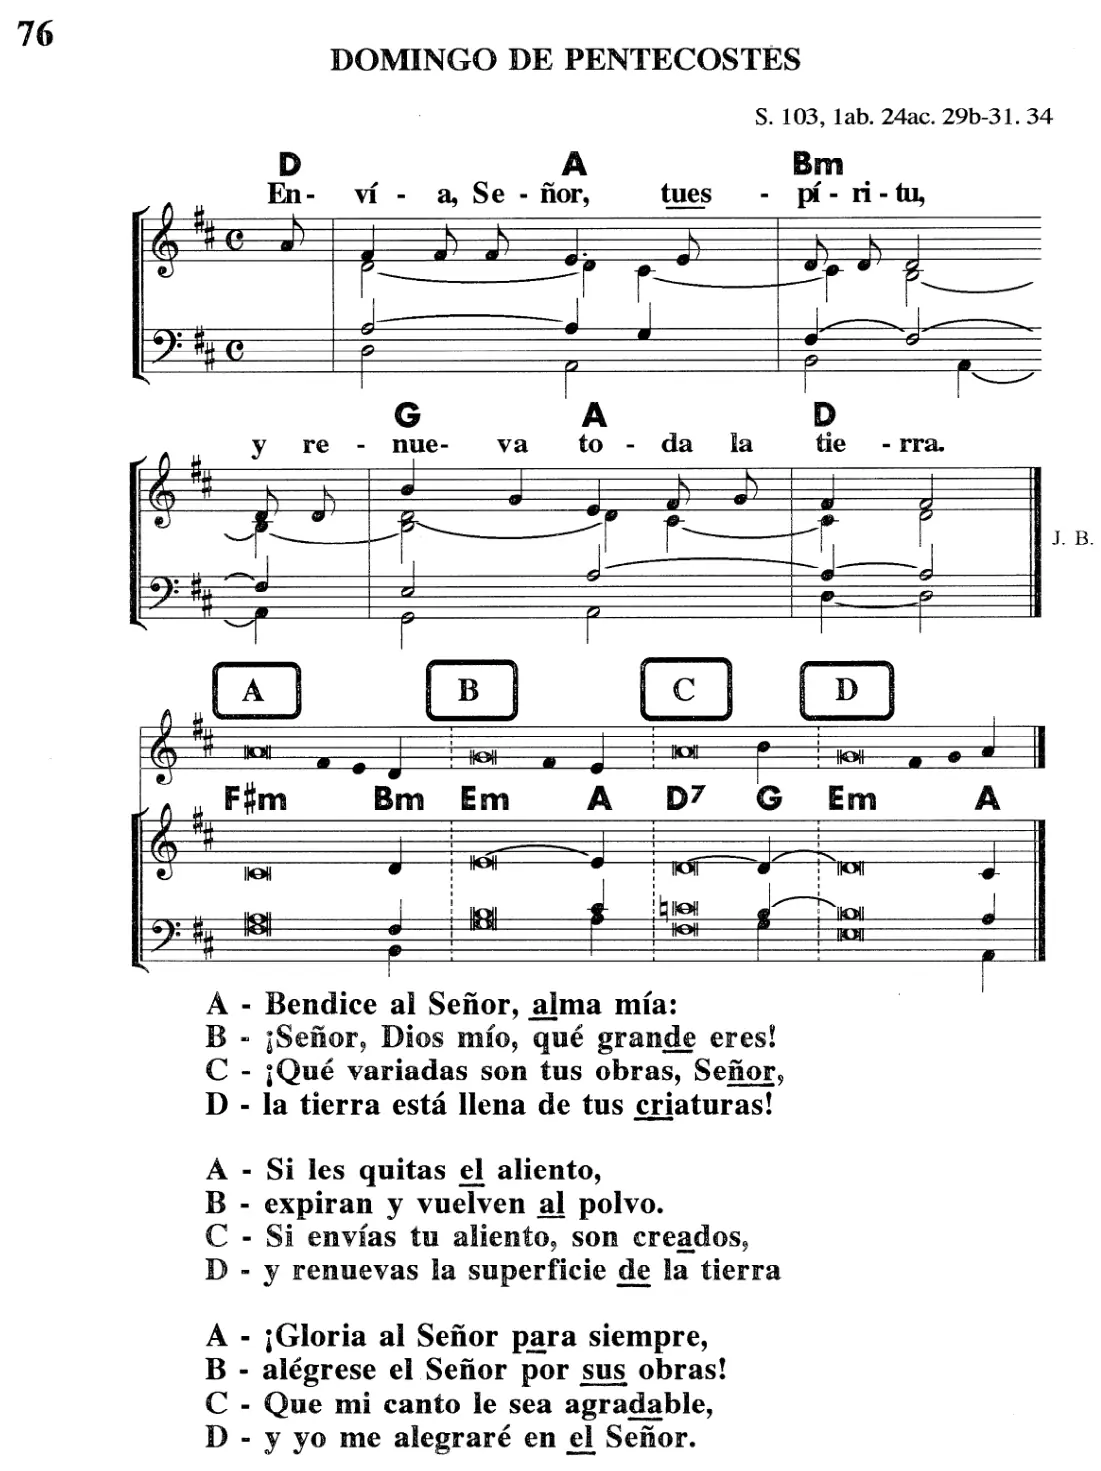 76
DOMINGO DE PENTECOSTÉS
S. 103, 1ab. 24ac. 29b-31. 34
D A Bm
En- ví - a, Se - ñor, tues - pí - ri - tu,
G A D
y re - nue- va to - da la tie - rra.
J. B.
A B C D
F#m Bm Em A D7 G Em A
A - Bendice al Señor, alma mía:
B - ¡Señor, Dios mío, qué grande eres!
C - ¡Qué variadas son tus obras, Señor,
D - la tierra está llena de tus criaturas!
A - Si les quitas el aliento,
B - expiran y vuelven al polvo.
C - Si envías tu aliento, son creados,
D - y renuevas la superficie de la tierra
A - ¡Gloria al Señor para siempre,
B - alégrese el Señor por sus obras!
C - Que mi canto le sea agradable,
D - y yo me alegraré en el Señor.